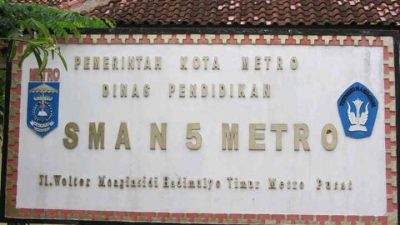 PEMERINTAH KOTA METRO
DINAS PENDIDIKAN
METRO
SMA N 5 METRO
Jl.Wolter Monginsidi Hadimulyo Timur Metro Pusat